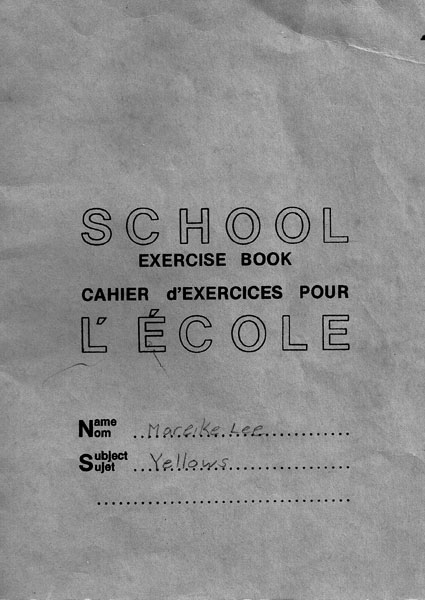 SCHOOL
EXERCISE BOOK
CAHIER d'EXERCICES POUR
L'ÉCOLE
Name
Nom Mareike Lee
Subject
Sujet Yellows